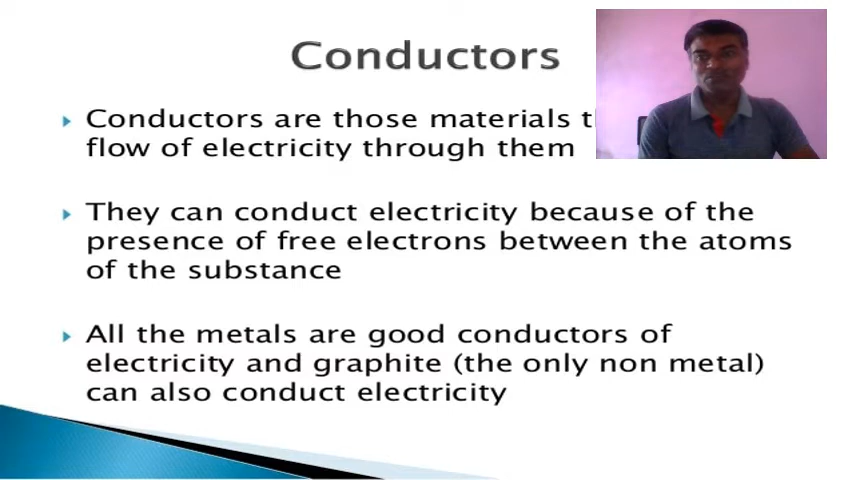 Conductors
Conductors are those materials
flow of electricity through them
They can conduct electricity because of the
presence of free electrons between the atoms
of the substance
All the metals are good conductors of
electricity and graphite (the only non metal)
can also conduct electricity